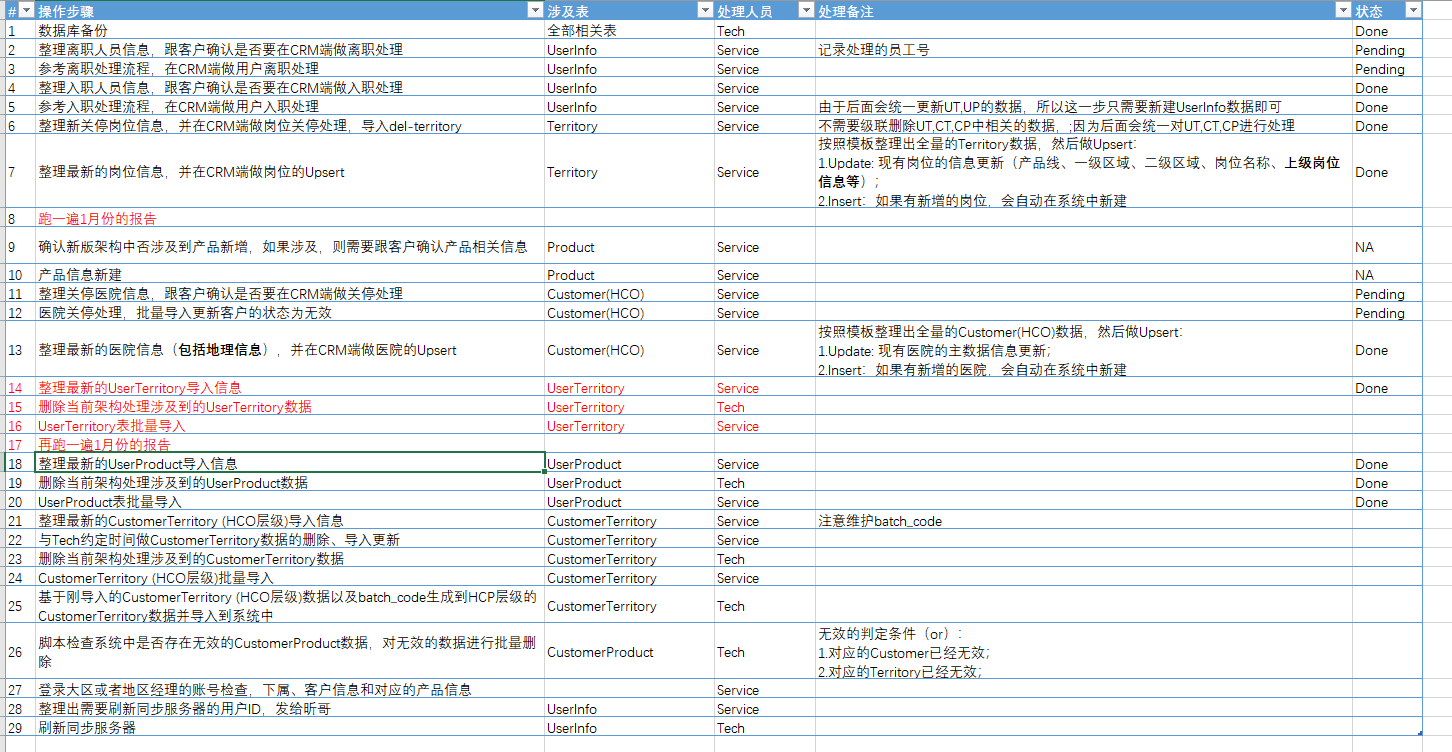 # 操作步骤 涉及表 处理人员 处理备注 状态
1 数据库备份 全部相关表 Tech Done
2 整理离职人员信息，跟客户确认是否要在CRM端做离职处理 UserInfo Service 记录处理的员工号 Pending
3 参考离职处理流程，在CRM端做用户离职处理 UserInfo Service Pending
4 整理入职人员信息，跟客户确认是否要在CRM端做入职处理 UserInfo Service Done
5 参考入职处理流程，在CRM端做用户入职处理 UserInfo Service 由于后面会统一更新UT,UP的数据，所以这一步只需要新建UserInfo数据即可 Done
6 整理新关停岗位信息，并在CRM端做岗位关停处理，导入del-territory Territory Service 不需要级联删除UT,CT,CP中相关的数据，;因为后面会统一对UT,CT,CP进行处理 Done
7 整理最新的岗位信息，并在CRM端做岗位的Upsert Territory Service
按照模板整理出全量的Territory数据，然后做Upsert：
1.Update: 现有岗位的信息更新（产品线、一级区域、二级区域、岗位名称、上级岗位
信息等）；
2.Insert：如果有新增的岗位，会自动在系统中新建
Done
8 跑一遍1月份的报告
9 确认新版架构中否涉及到产品新增，如果涉及，则需要跟客户确认产品相关信息 Product Service NA
10 产品信息新建 Product Service NA
11 整理关停医院信息，跟客户确认是否要在CRM端做关停处理 Customer(HCO) Service Pending
12 医院关停处理，批量导入更新客户的状态为无效 Customer(HCO) Service Pending
13 整理最新的医院信息（包括地理信息），并在CRM端做医院的Upsert Customer(HCO) Service
按照模板整理出全量的Customer(HCO)数据，然后做Upsert：
1.Update: 现有医院的主数据信息更新；
2.Insert：如果有新增的医院，会自动在系统中新建
Done
14 整理最新的UserTerritory导入信息 UserTerritory Service Done
15 删除当前架构处理涉及到的UserTerritory数据 UserTerritory Tech
16 UserTerritory表批量导入 UserTerritory Service
17 再跑一遍1月份的报告
18 整理最新的UserProduct导入信息 UserProduct Service Done
19 删除当前架构处理涉及到的UserProduct数据 UserProduct Tech Done
20 UserProduct表批量导入 UserProduct Service Done
21 整理最新的CustomerTerritory (HCO层级)导入信息 CustomerTerritory Service 注意维护batch_code
22 与Tech约定时间做CustomerTerritory数据的删除、导入更新 CustomerTerritory Service
23 删除当前架构处理涉及到的CustomerTerritory数据 CustomerTerritory Tech
24 CustomerTerritory (HCO层级)批量导入 CustomerTerritory Service
25 基于刚导入的CustomerTerritory (HCO层级)数据以及batch_code生成到HCP层级的
CustomerTerritory数据并导入到系统中 CustomerTerritory Tech
26 脚本检查系统中是否存在无效的CustomerProduct数据，对无效的数据进行批量删
除 CustomerProduct Tech
无效的判定条件（or）：
1.对应的Customer已经无效；
2.对应的Territory已经无效；
27 登录大区或者地区经理的账号检查，下属、客户信息和对应的产品信息 Service
28 整理出需要刷新同步服务器的用户ID，发给昕哥 UserInfo Service
29 刷新同步服务器 UserInfo Tech